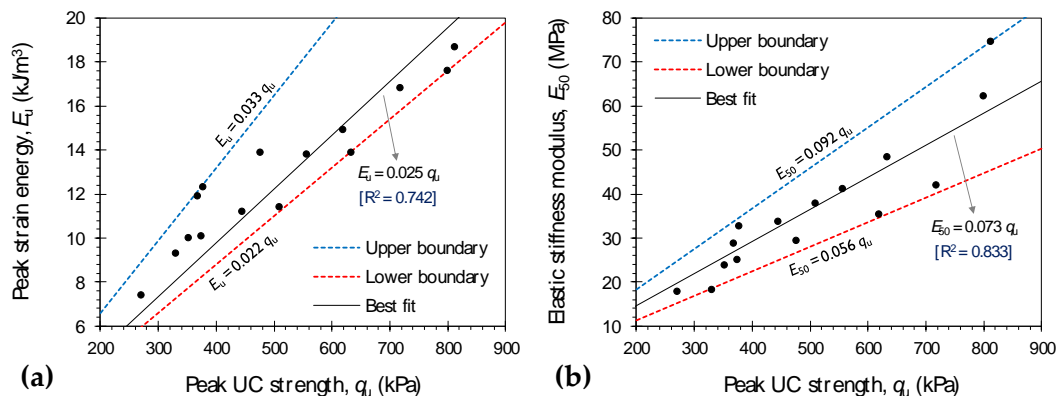 20
18
16
14
12
10
8
6
Peak strain energy, Eᵤ (kJ/m³)
Eᵤ = 0.033 qᵤ
Eᵤ = 0.025 qᵤ
[R² = 0.742]
Eᵤ = 0.022 qᵤ
Upper boundary
Lower boundary
Best fit
200 300 400 500 600 700 800 900
(a)
Peak UC strength, qᵤ (kPa)
80
70
60
50
40
30
20
10
Elastic stiffness modulus, E₅₀ (MPa)
Upper boundary
Lower boundary
Best fit
E₅₀ = 0.092 qᵤ
E₅₀ = 0.073 qᵤ
[R² = 0.833]
E₅₀ = 0.056 qᵤ
200 300 400 500 600 700 800 900
(b)
Peak UC strength, qᵤ (kPa)